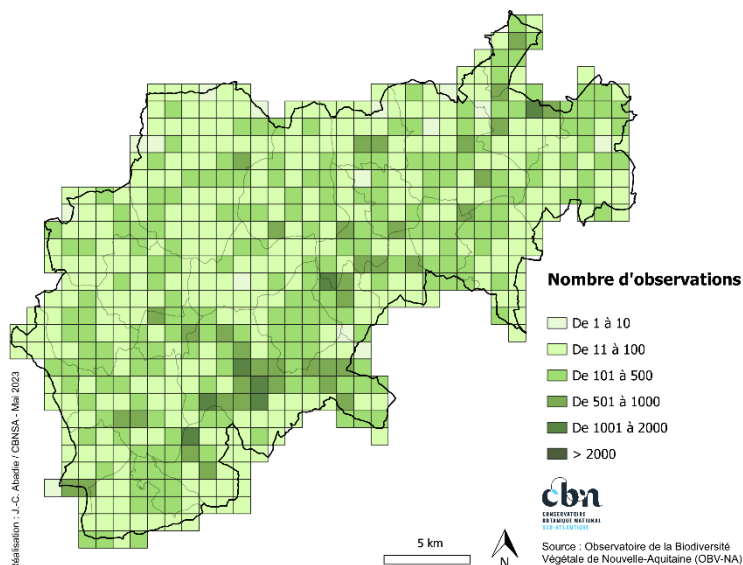 Nombre d'observations
De 1 à 10
De 11 à 100
De 101 à 500
De 501 à 1000
De 1001 à 2000
> 2000
cbn
CONSERVATOIRE
BOTANIQUE NATIONAL
SUD-ATLANTIQUE
5 km
N
Source : Observatoire de la Biodiversité
Végétale de Nouvelle-Aquitaine (OBV-NA)
Réalisation : J.-C. Abadie / CBNSA - Mai 2023